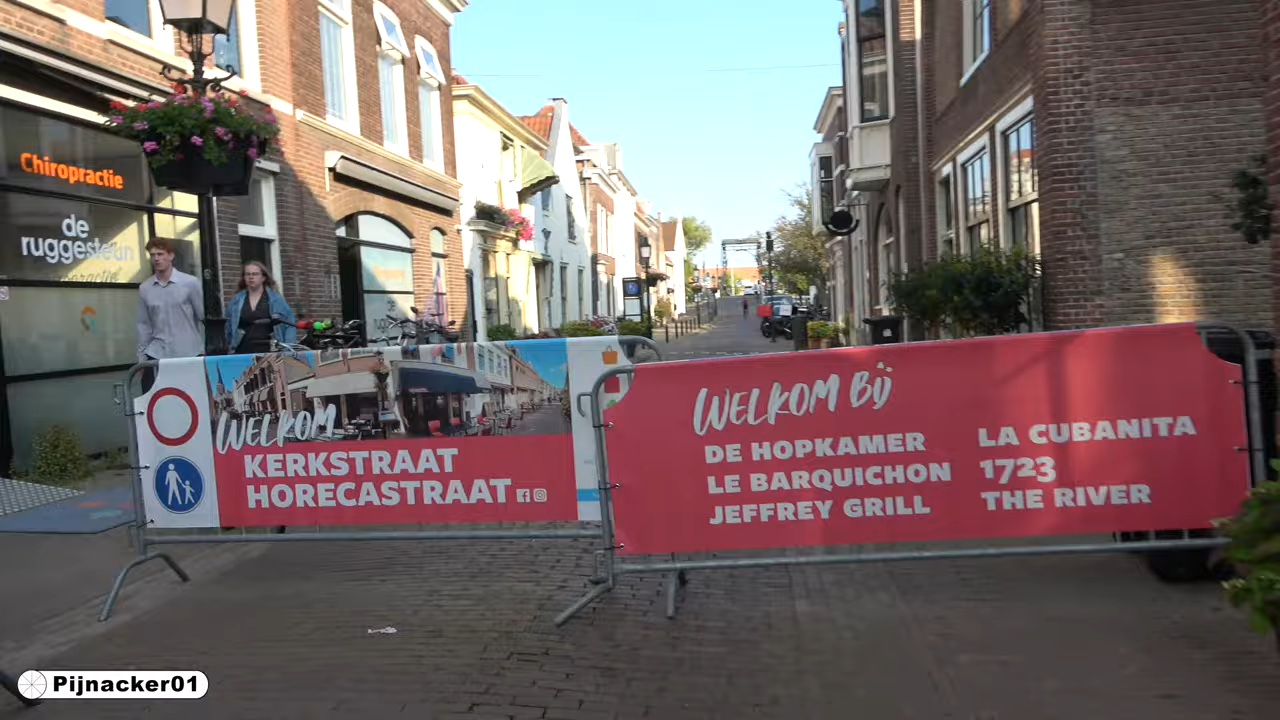 Chiropractie
de
ruggesteun
WELKOM
KERKSTRAAT
HORECASTRAAT
WELKOM BIJ
DE HOPKAMER
LE BARQUICHON
JEFFREY GRILL
LA CUBANITA
1723
THE RIVER
Pijnacker01